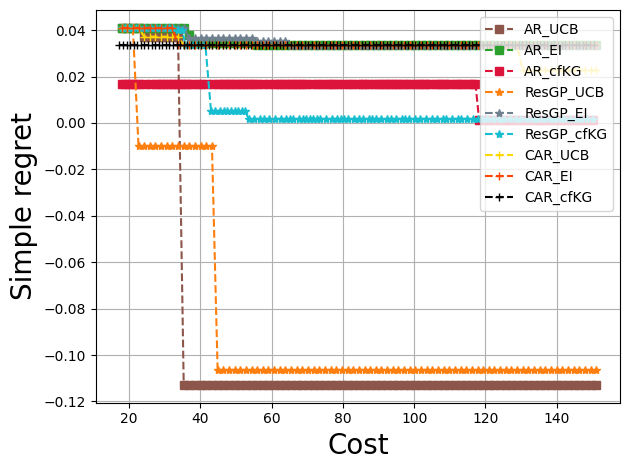 Simple regret
0.04
0.02
0.00
−0.02
−0.04
−0.06
−0.08
−0.10
−0.12
20
40
60
80
100
120
140
Cost
AR_UCB
AR_EI
AR_cfKG
ResGP_UCB
ResGP_EI
ResGP_cfKG
CAR_UCB
CAR_EI
CAR_cfKG